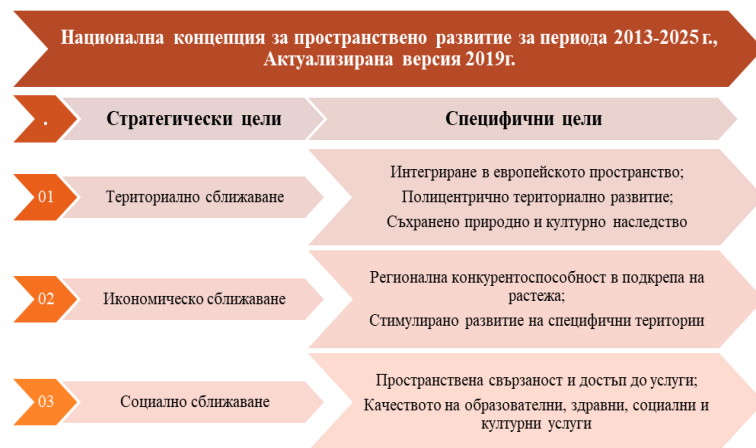 Национална концепция за пространствено развитие за периода 2013-2025 г.,
Актуализирана версия 2019г.
.
Стратегически цели
Специфични цели
01
Териториално сближаване
Интегриране в европейското пространство;
Полицентрично териториално развитие;
Съхранено природно и културно наследство
02
Икономическо сближаване
Регионална конкурентоспособност в подкрепа на
растежа;
Стимулирано развитие на специфични територии
03
Социално сближаване
Пространствена свързаност и достъп до услуги;
Качеството на образователни, здравни, социални и
културни услуги